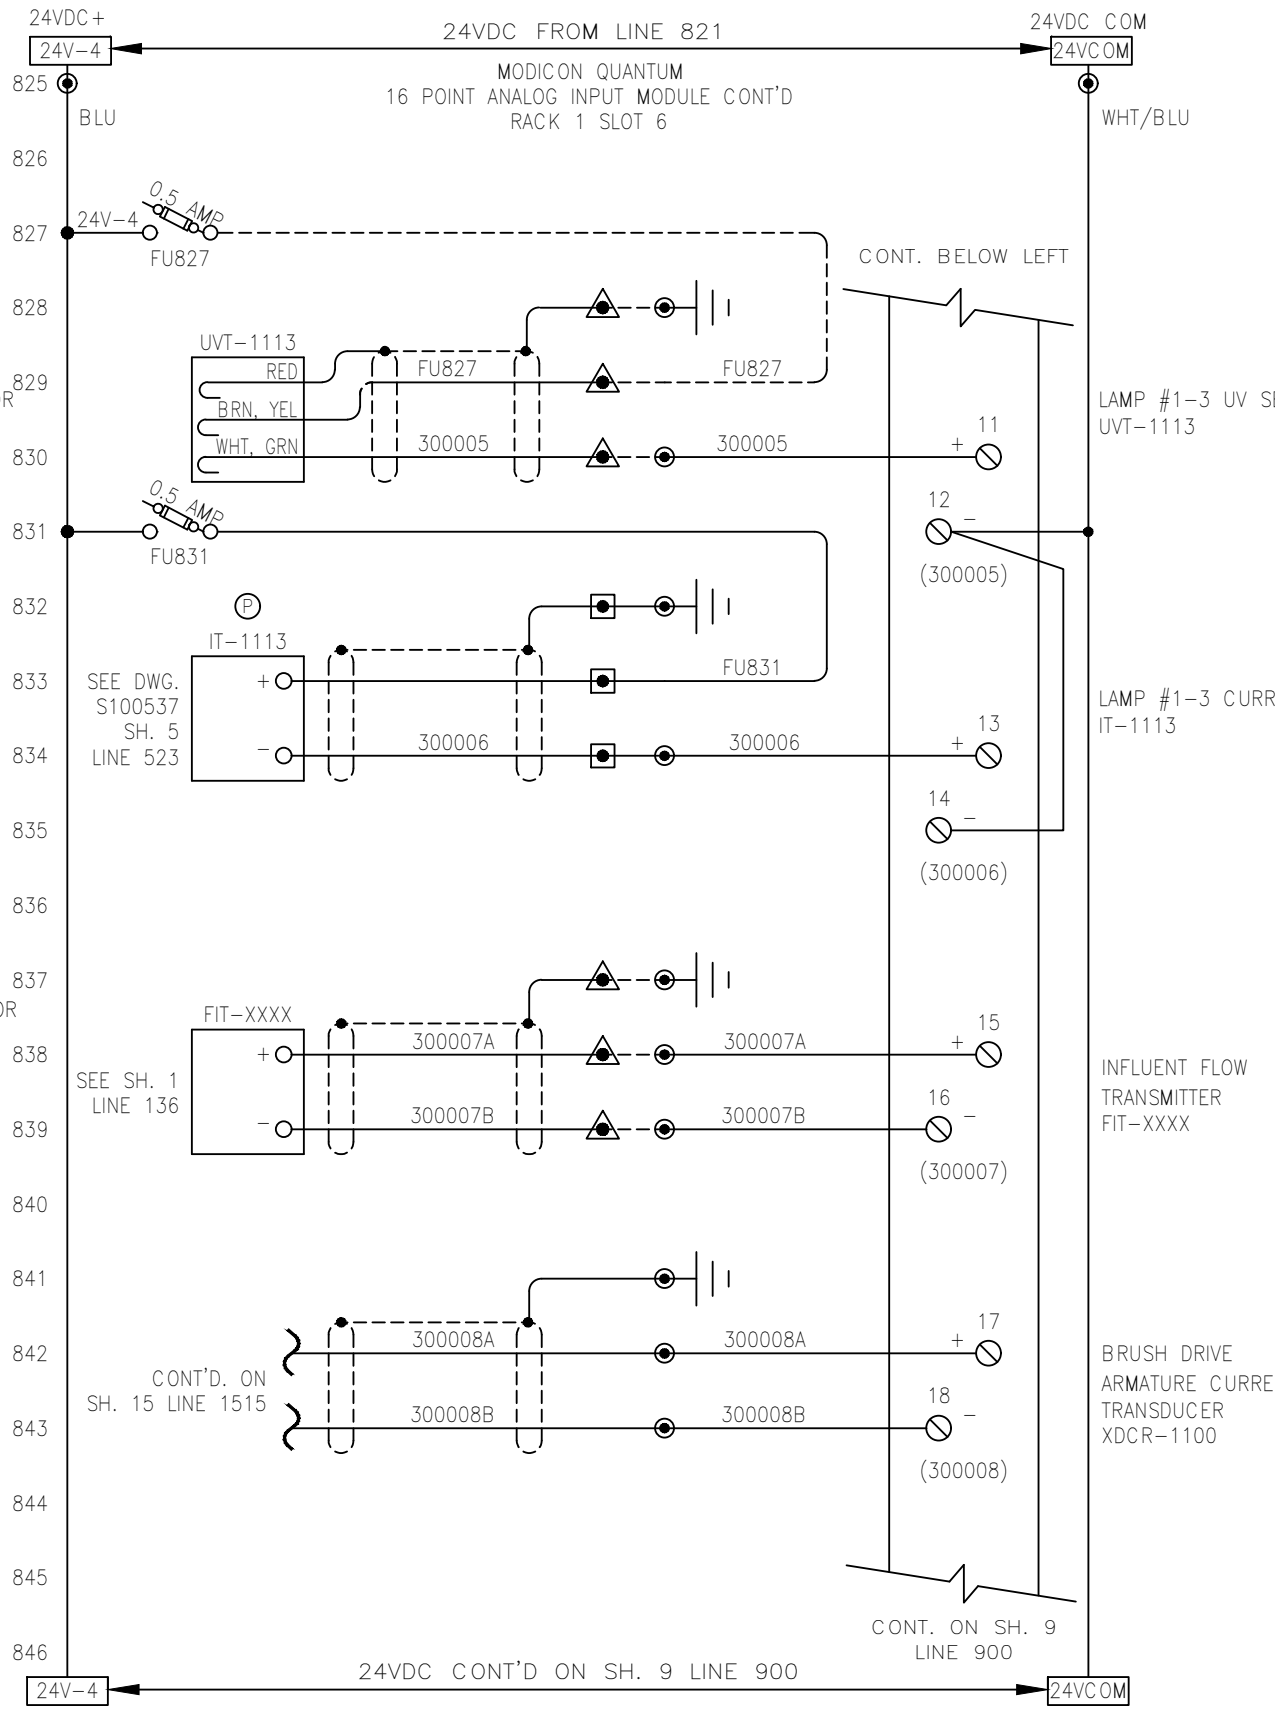 24VDC+
24VDC FROM LINE 821
24VDC COM
24V-4
24VCOM
MODICON QUANTUM
825
16 POINT ANALOG INPUT MODULE CONT'D
BLU
RACK 1 SLOT 6
WHT/BLU
826
0.5 AMP
24V-4
827
FU827
CONT. BELOW LEFT
828
UVT-1113
RED
FU827
FU827
829
OR
BRN, YEL
LAMP #1-3 UV SE
UVT-1113
11
WHT, GRN
300005
300005
+
830
0.5 AMP
12
-
831
FU831
(300005)
832
P
IT-1113
833
SEE DWG.
S100537
SH. 5
LINE 523
+
FU831
LAMP #1-3 CURR
IT-1113
13
834
-
300006
300006
+
14
-
835
(300006)
836
837
OR
FIT-XXXX
15
838
+
300007A
300007A
+
SEE SH. 1
LINE 136
INFLUENT FLOW
TRANSMITTER
FIT-XXXX
16
839
-
300007B
300007B
-
(300007)
840
841
17
842
300008A
300008A
+
CONT'D. ON
SH. 15 LINE 1515
BRUSH DRIVE
ARMATURE CURRE
TRANSDUCER
XDCR-1100
18
843
300008B
300008B
-
(300008)
844
845
CONT. ON SH. 9
LINE 900
846
24VDC CONT'D ON SH. 9 LINE 900
24V-4
24VCOM